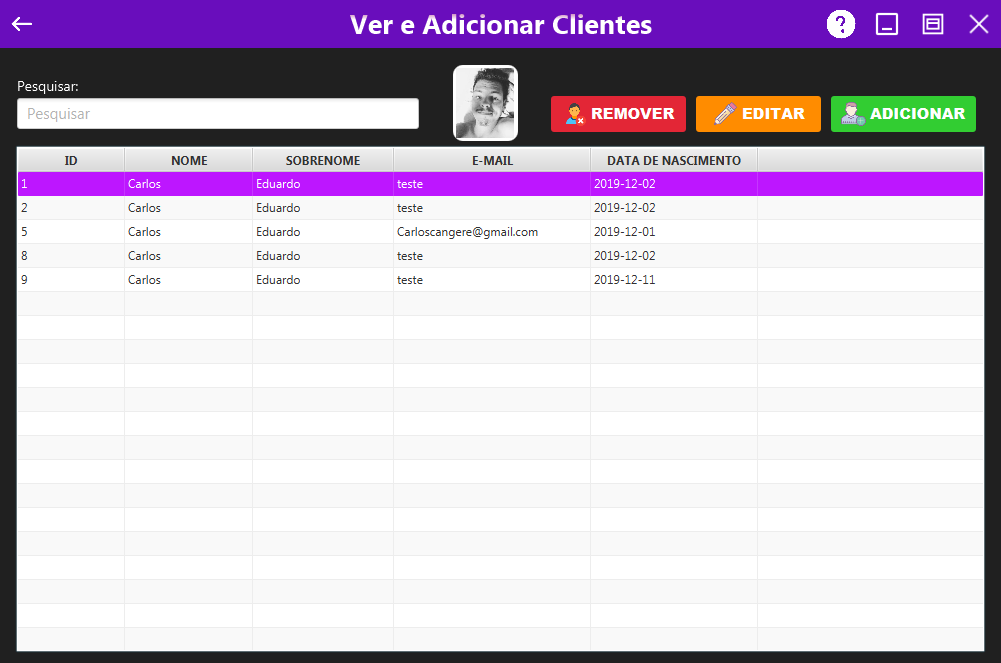 Ver e Adicionar Clientes
?
Pesquisar:
Pesquisar
REMOVER
EDITAR
ADICIONAR
ID NOME SOBRENOME E-MAIL DATA DE NASCIMENTO
1 Carlos Eduardo teste 2019-12-02
2 Carlos Eduardo teste 2019-12-02
5 Carlos Eduardo Carloscangere@gmail.com 2019-12-01
8 Carlos Eduardo teste 2019-12-02
9 Carlos Eduardo teste 2019-12-11